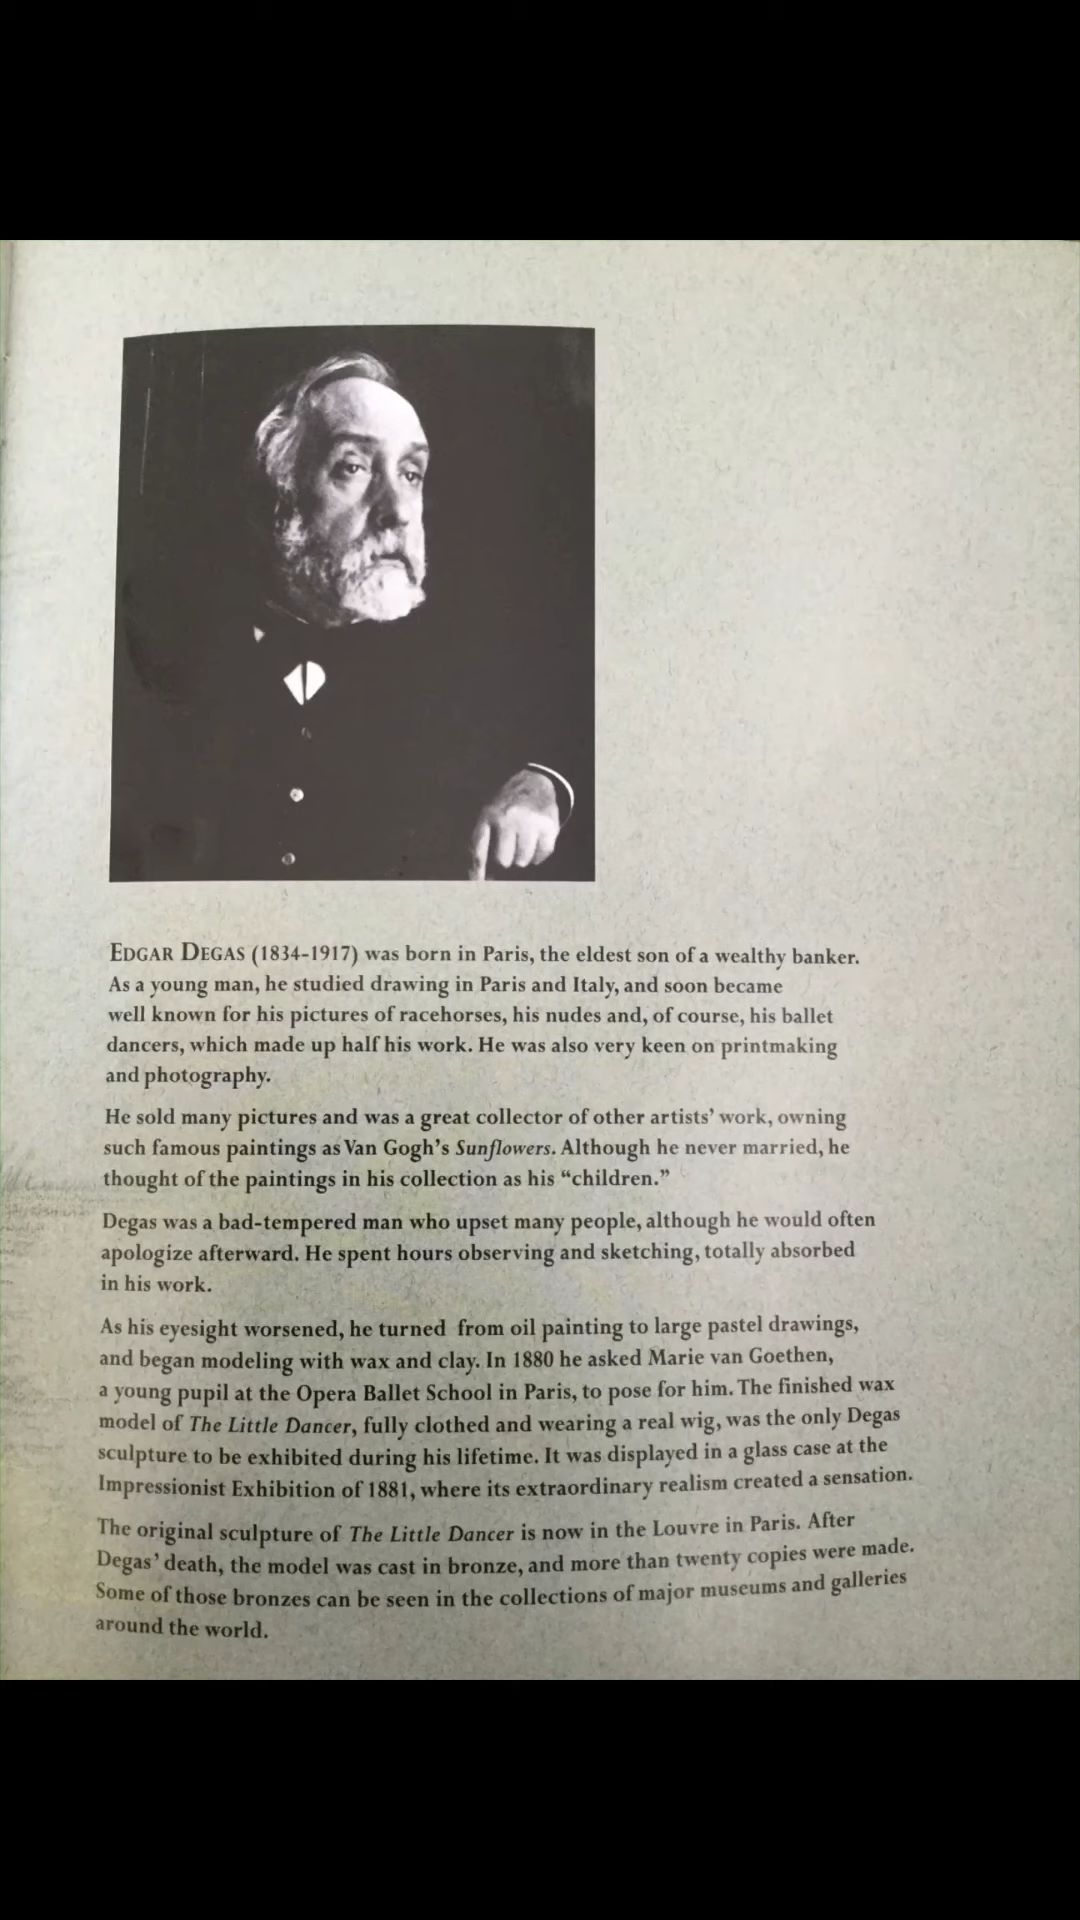 EDGAR DEGAS (1834-1917) was born in Paris, the eldest son of a wealthy banker.
As a young man, he studied drawing in Paris and Italy, and soon became
well known for his pictures of racehorses, his nudes and, of course, his ballet
dancers, which made up half his work. He was also very keen on printmaking
and photography.
He sold many pictures and was a great collector of other artists’ work, owning
such famous paintings as Van Gogh’s Sunflowers. Although he never married, he
thought of the paintings in his collection as his “children.”
Degas was a bad-tempered man who upset many people, although he would often
apologize afterward. He spent hours observing and sketching, totally absorbed
in his work.
As his eyesight worsened, he turned from oil painting to large pastel drawings,
and began modeling with wax and clay. In 1880 he asked Marie van Goethen,
a young pupil at the Opera Ballet School in Paris, to pose for him. The finished wax
model of The Little Dancer, fully clothed and wearing a real wig, was the only Degas
sculpture to be exhibited during his lifetime. It was displayed in a glass case at the
Impressionist Exhibition of 1881, where its extraordinary realism created a sensation.
The original sculpture of The Little Dancer is now in the Louvre in Paris. After
Degas’ death, the model was cast in bronze, and more than twenty copies were made.
Some of those bronzes can be seen in the collections of major museums and galleries
around the world.